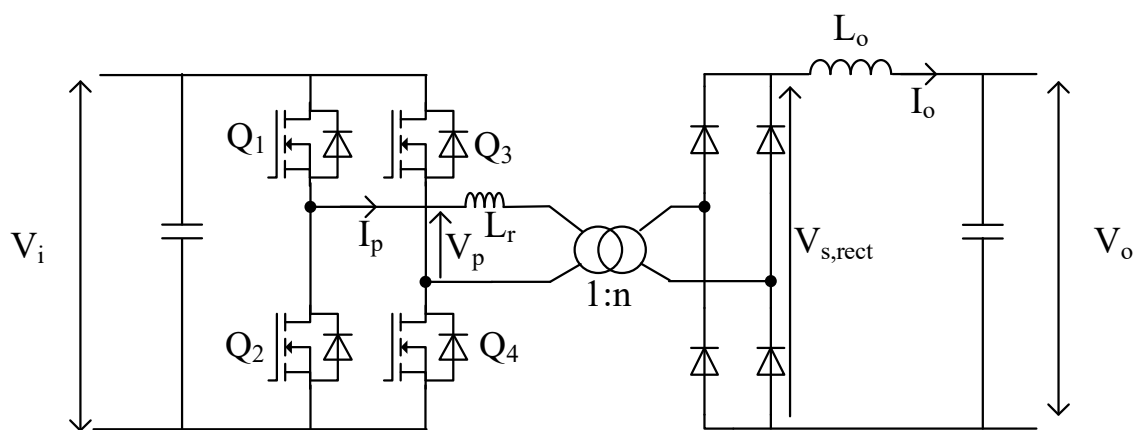 Lₒ
Iₒ
Q₁
Q₃
Vᵢ
Iₚ
Lᵣ
Vₚ
1:n
Vs,rect
Vₒ
Q₂
Q₄